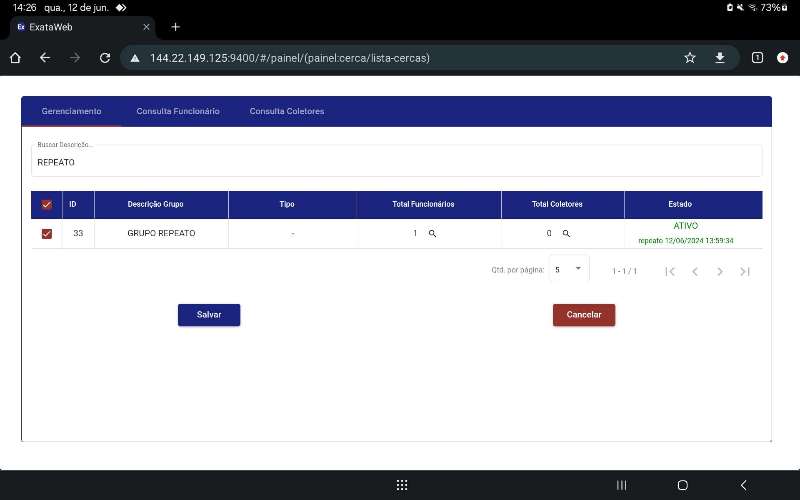 14:26 qua., 12 de jun. 73%
Ex ExataWeb
144.22.149.125:9400/#/painel/(painel:cerca/lista-cercas) 1
Gerenciamento Consulta Funcionário Consulta Coletores
Buscar Descrição...
REPEATO
ID Descrição Grupo Tipo Total Funcionários Total Coletores Estado
33 GRUPO REPEATO - 1 0 ATIVO
repeato 12/06/2024 13:59:34
Qtd. por página: 5 1 - 1 / 1
Salvar Cancelar